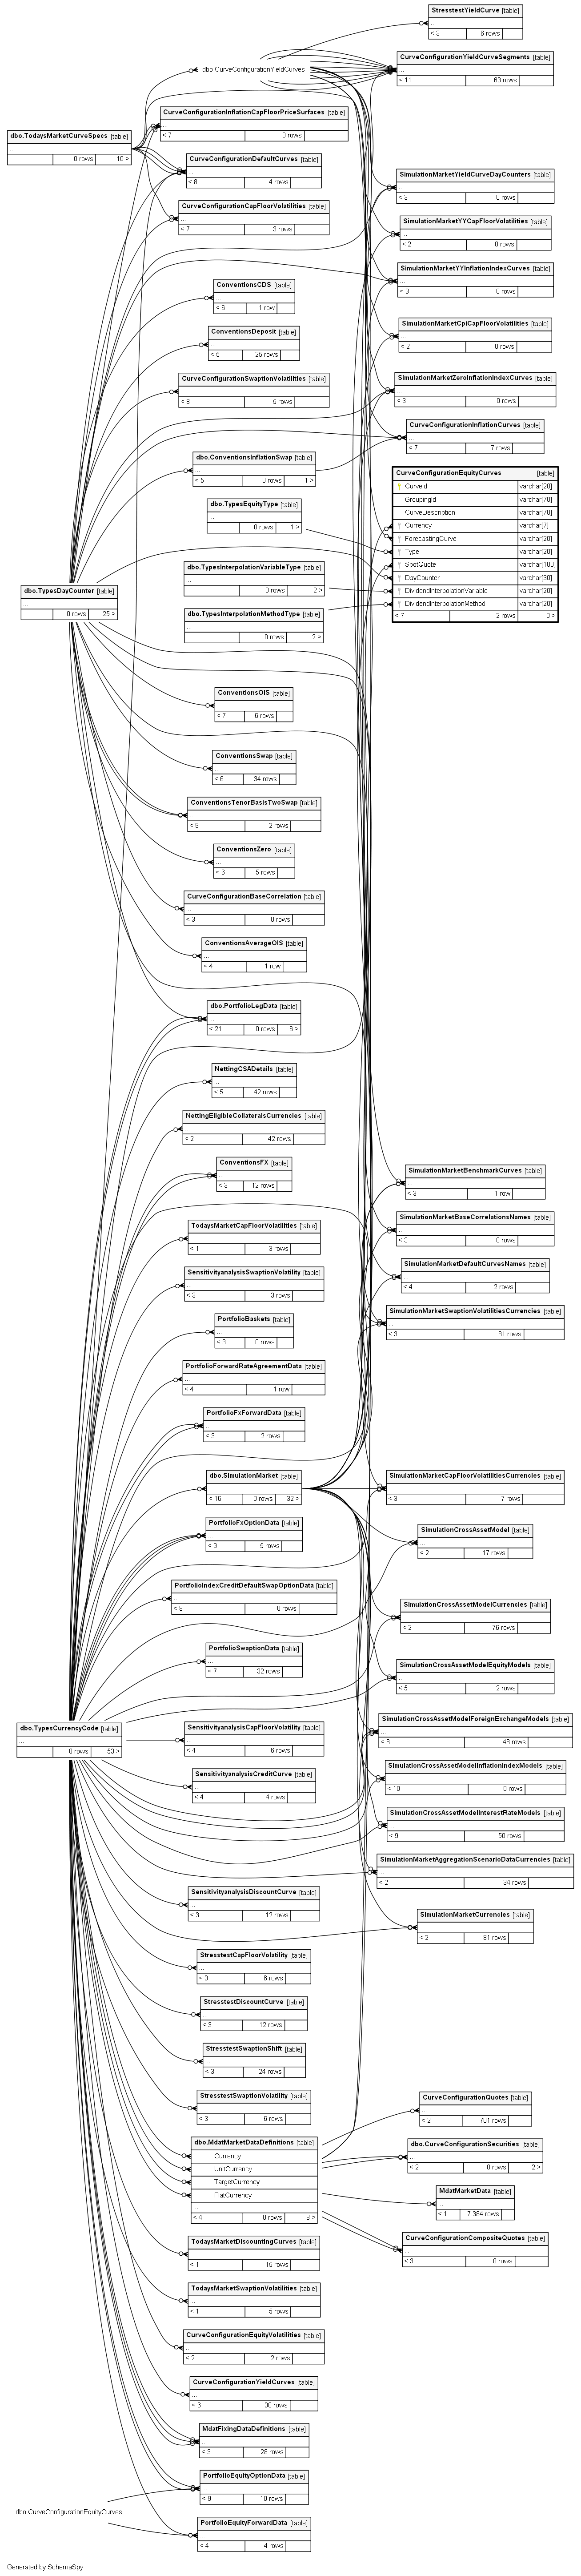 StresstestYieldCurve [table]
...
< 3 6 rows
dbo.CurveConfigurationYieldCurves
CurveConfigurationYieldCurveSegments [table]
...
< 11 63 rows
CurveConfigurationInflationCapFloorPriceSurfaces [table]
...
< 7 3 rows
dbo.TodaysMarketCurveSpecs [table]
...
0 rows 10 >
CurveConfigurationDefaultCurves [table]
...
< 8 4 rows
SimulationMarketYieldCurveDayCounters [table]
...
< 3 0 rows
CurveConfigurationCapFloorVolatilities [table]
...
< 7 3 rows
SimulationMarketYYCapFloorVolatilities [table]
...
< 2 0 rows
SimulationMarketYYInflationIndexCurves [table]
...
< 3 0 rows
ConventionsCDS [table]
...
< 6 1 row
SimulationMarketCpiCapFloorVolatilities [table]
...
< 2 0 rows
ConventionsDeposit [table]
...
< 5 25 rows
CurveConfigurationSwaptionVolatilities [table]
...
< 8 5 rows
SimulationMarketZeroInflationIndexCurves [table]
...
< 3 0 rows
CurveConfigurationInflationCurves [table]
...
< 7 7 rows
dbo.ConventionsInflationSwap [table]
...
< 5 0 rows 1 >
CurveConfigurationEquityCurves [table]
CurveId varchar[20]
GroupingId varchar[70]
CurveDescription varchar[70]
Currency varchar[7]
ForecastingCurve varchar[20]
Type varchar[20]
SpotQuote varchar[100]
DayCounter varchar[30]
DividendInterpolationVariable varchar[20]
DividendInterpolationMethod varchar[20]
< 7 2 rows 0 >
dbo.TypesEquityType [table]
0 rows 1 >
dbo.TypesInterpolationVariableType [table]
...
0 rows 2 >
dbo.TypesDayCounter [table]
...
0 rows 25 >
dbo.TypesInterpolationMethodType [table]
...
0 rows 2 >
ConventionsOIS [table]
...
< 7 6 rows
ConventionsSwap [table]
...
< 6 34 rows
ConventionsTenorBasisTwoSwap [table]
...
< 9 2 rows
ConventionsZero [table]
...
< 6 5 rows
CurveConfigurationBaseCorrelation [table]
...
< 3 0 rows
ConventionsAverageOIS [table]
...
< 4 1 row
dbo.PortfolioLegData [table]
...
< 21 0 rows 6 >
NettingCSADetails [table]
...
< 5 42 rows
NettingEligibleCollateralsCurrencies [table]
...
< 2 42 rows
ConventionsFX [table]
...
< 3 12 rows
SimulationMarketBenchmarkCurves [table]
...
< 3 1 row
TodaysMarketCapFloorVolatilities [table]
...
< 1 3 rows
SimulationMarketBaseCorrelationsNames [table]
...
< 3 0 rows
SensitivityanalysisSwaptionVolatility [table]
...
< 3 3 rows
SimulationMarketDefaultCurvesNames [table]
...
< 4 2 rows
PortfolioBaskets [table]
...
< 3 0 rows
SimulationMarketSwaptionVolatilitiesCurrencies [table]
...
< 3 81 rows
PortfolioForwardRateAgreementData [table]
...
< 4 1 row
PortfolioFxForwardData [table]
...
< 3 2 rows
dbo.SimulationMarket [table]
...
< 16 0 rows 32 >
SimulationMarketCapFloorVolatilitiesCurrencies [table]
...
< 3 7 rows
PortfolioFxOptionData [table]
...
< 9 5 rows
SimulationCrossAssetModel [table]
...
< 2 17 rows
PortfolioIndexCreditDefaultSwapOptionData [table]
...
< 8 0 rows
SimulationCrossAssetModelCurrencies [table]
...
< 2 76 rows
PortfolioSwaptionData [table]
...
< 7 32 rows
SimulationCrossAssetModelEquityModels [table]
...
< 5 2 rows
dbo.TypesCurrencyCode [table]
...
0 rows 53 >
SensitivityanalysisCapFloorVolatility [table]
...
< 4 6 rows
SimulationCrossAssetModelForeignExchangeModels [table]
...
< 6 48 rows
SensitivityanalysisCreditCurve [table]
...
< 4 4 rows
SimulationCrossAssetModelInflationIndexModels [table]
...
< 10 0 rows
SimulationCrossAssetModelInterestRateModels [table]
...
< 9 50 rows
SimulationMarketAggregationScenarioDataCurrencies [table]
...
< 2 34 rows
SensitivityanalysisDiscountCurve [table]
...
< 3 12 rows
SimulationMarketCurrencies [table]
...
< 2 81 rows
StresstestCapFloorVolatility [table]
...
< 3 6 rows
StresstestDiscountCurve [table]
...
< 3 12 rows
StresstestSwaptionShift [table]
...
< 3 24 rows
StresstestSwaptionVolatility [table]
...
< 3 6 rows
CurveConfigurationQuotes [table]
...
< 2 701 rows
dbo.MdatMarketDataDefinitions [table]
Currency
UnitCurrency
TargetCurrency
FlatCurrency
...
< 4 0 rows 8 >
dbo.CurveConfigurationSecurities [table]
...
< 2 0 rows 2 >
MdatMarketData [table]
...
< 1 7.384 rows
TodaysMarketDiscountingCurves [table]
...
< 1 15 rows
CurveConfigurationCompositeQuotes [table]
...
< 3 0 rows
TodaysMarketSwaptionVolatilities [table]
...
< 1 5 rows
CurveConfigurationEquityVolatilities [table]
...
< 2 2 rows
CurveConfigurationYieldCurves [table]
...
< 6 30 rows
MdatFixingDataDefinitions [table]
...
< 3 28 rows
PortfolioEquityOptionData [table]
...
< 9 10 rows
dbo.CurveConfigurationEquityCurves
PortfolioEquityForwardData [table]
...
< 4 4 rows
Generated by SchemaSpy